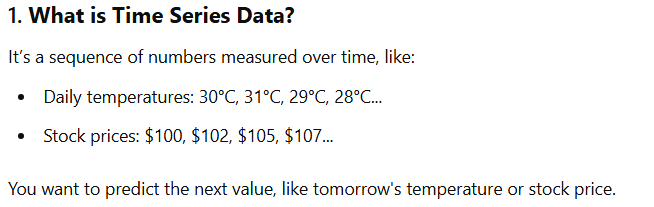 1. What is Time Series Data?
It's a sequence of numbers measured over time, like:
• Daily temperatures: 30°C, 31°C, 29°C, 28°C...
• Stock prices: $100, $102, $105, $107...
You want to predict the next value, like tomorrow's temperature or stock price.